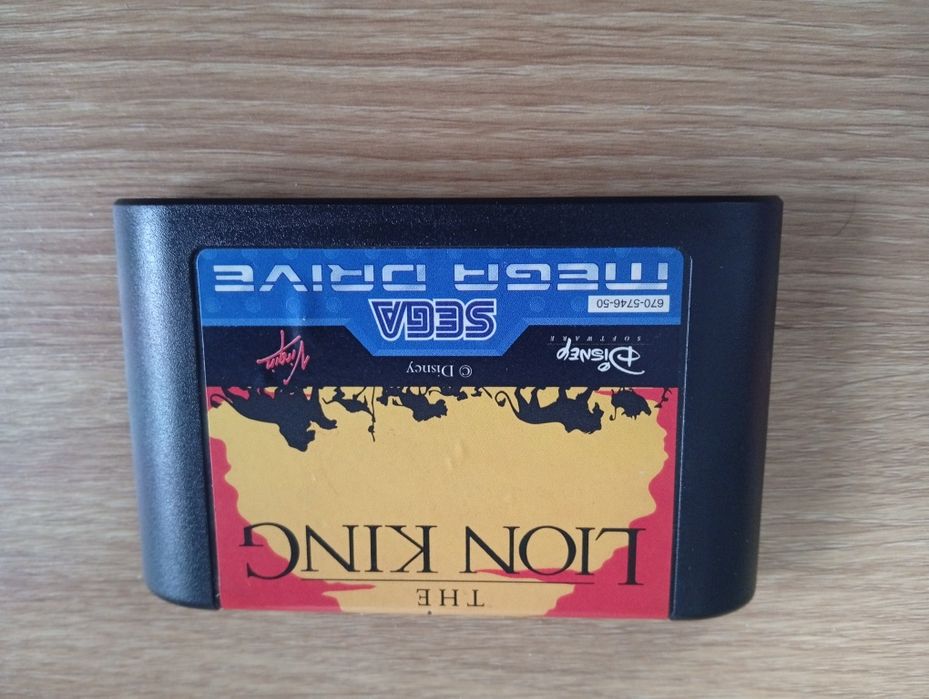 THE
LION KING
© Disney
Disney
SOFTWARE
Virgin
SEGA
670-5746-50
MEGA DRIVE